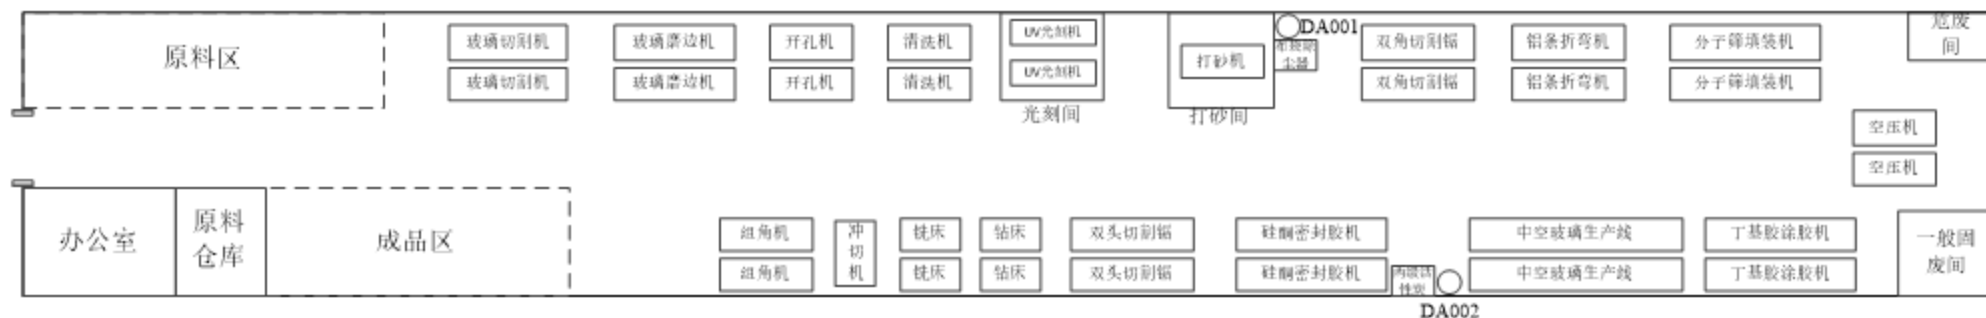 原料区
玻璃切割机
玻璃磨边机
开孔机
清洗机
UV光刻机
DA001
双角切割锯
铝条折弯机
分子筛填装机
危废
间
玻璃切割机
玻璃磨边机
开孔机
清洗机
UV光刻机
打砂机
尘器
双角切割锯
铝条折弯机
分子筛填装机
光刻间
打砂间
空压机
空压机
办公室
原料
仓库
成品区
组角机
冲
切
机
铣床
钻床
双头切割锯
硅酮密封胶机
中空玻璃生产线
丁基胶涂胶机
一般固
废间
组角机
铣床
钻床
双头切割锯
硅酮密封胶机
性炭
中空玻璃生产线
丁基胶涂胶机
DA002